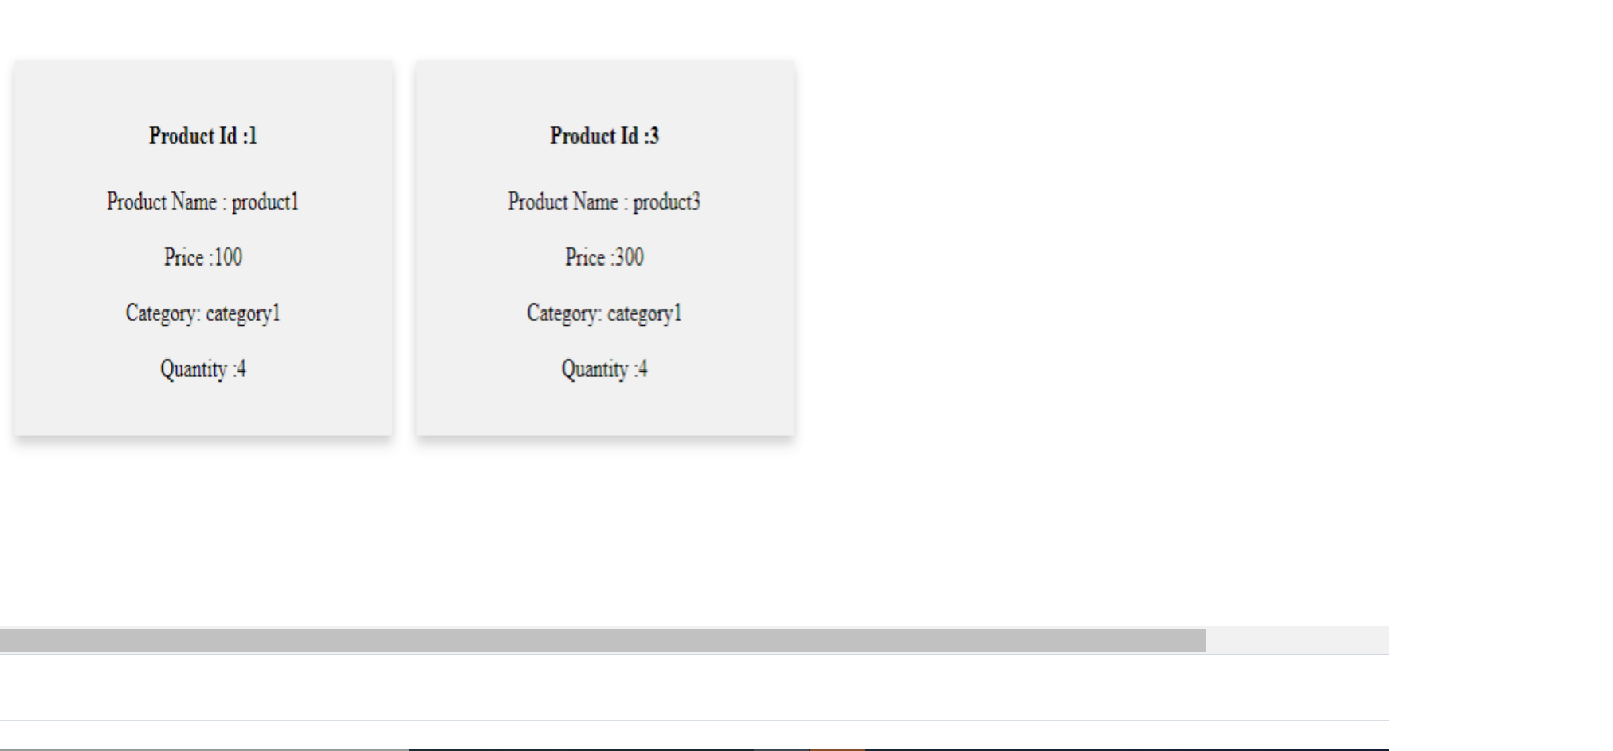 Product Id :1
Product Name : product1
Price :100
Category: category1
Quantity :4
Product Id :3
Product Name : product3
Price :300
Category: category1
Quantity :4